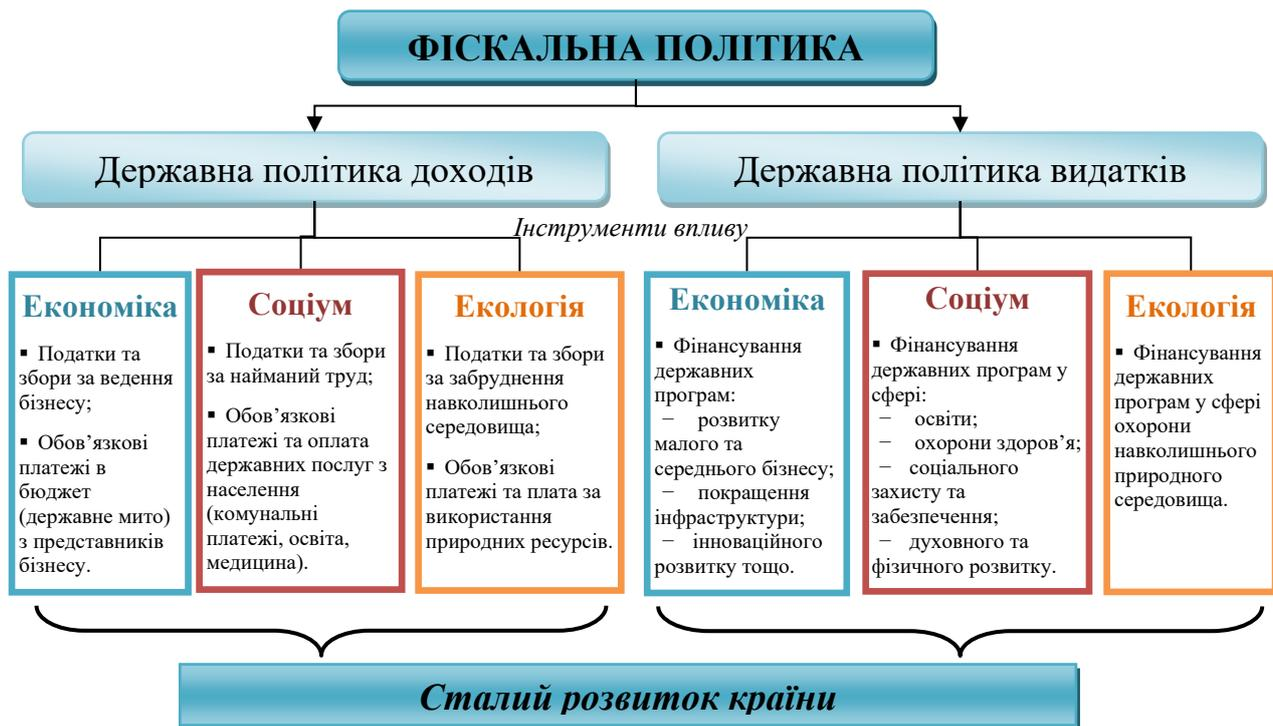 ФІСКАЛЬНА ПОЛІТИКА
Державна політика доходів
Державна політика видатків
Інструменти впливу
Економіка
▪ Податки та
збори за ведення
бізнесу;
▪ Обов’язкові
платежі в
бюджет
(державне мито)
з представників
бізнесу.
Соціум
▪ Податки та збори
за найманий труд;
▪ Обов’язкові
платежі та оплата
державних послуг з
населення
(комунальні
платежі, освіта,
медицина).
Екологія
▪ Податки та збори
за забруднення
навколишнього
середовища;
▪ Обов’язкові
платежі та плата за
використання
природних ресурсів.
Економіка
▪ Фінансування
державних
програм:
− розвитку
малого та
середнього бізнесу;
− покращення
інфраструктури;
− інноваційного
розвитку тощо.
Соціум
▪ Фінансування
державних програм у
сфері:
− освіти;
− охорони здоров’я;
− соціального
захисту та
забезпечення;
− духовного та
фізичного розвитку.
Екологія
▪ Фінансування
державних
програм у сфері
охорони
навколишнього
природного
середовища.
Сталий розвиток країни